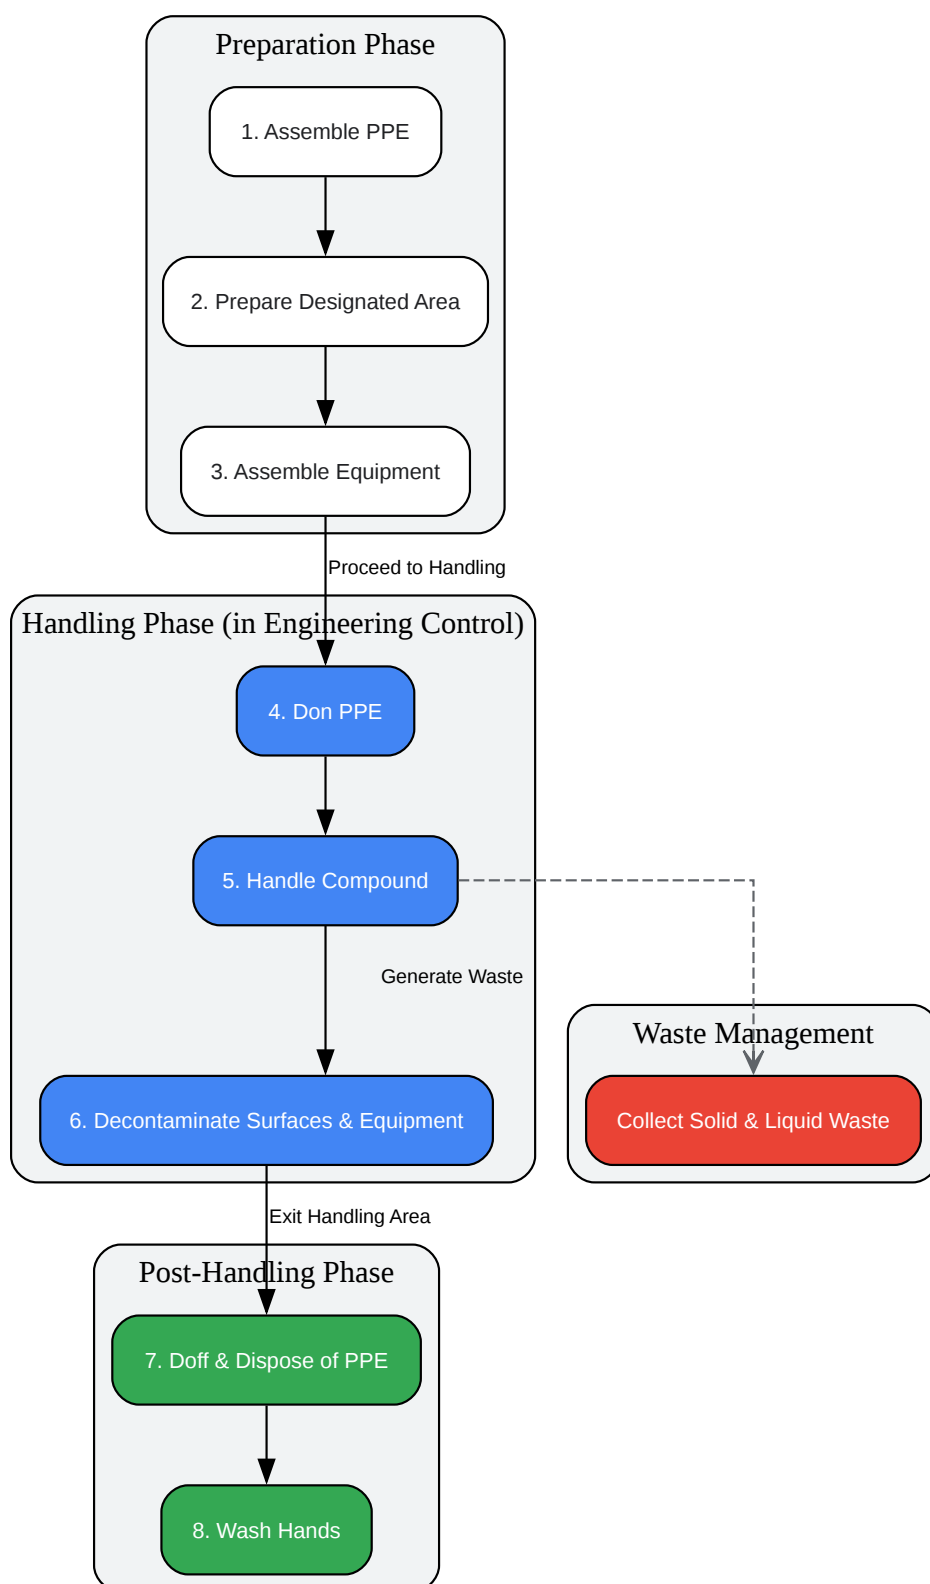 Preparation Phase
1. Assemble PPE
2. Prepare Designated Area
3. Assemble Equipment
Proceed to Handling
Handling Phase (in Engineering Control)
4. Don PPE
5. Handle Compound
Generate Waste
Waste Management
6. Decontaminate Surfaces & Equipment
Collect Solid & Liquid Waste
Exit Handling Area
Post-Handling Phase
7. Doff & Dispose of PPE
8. Wash Hands